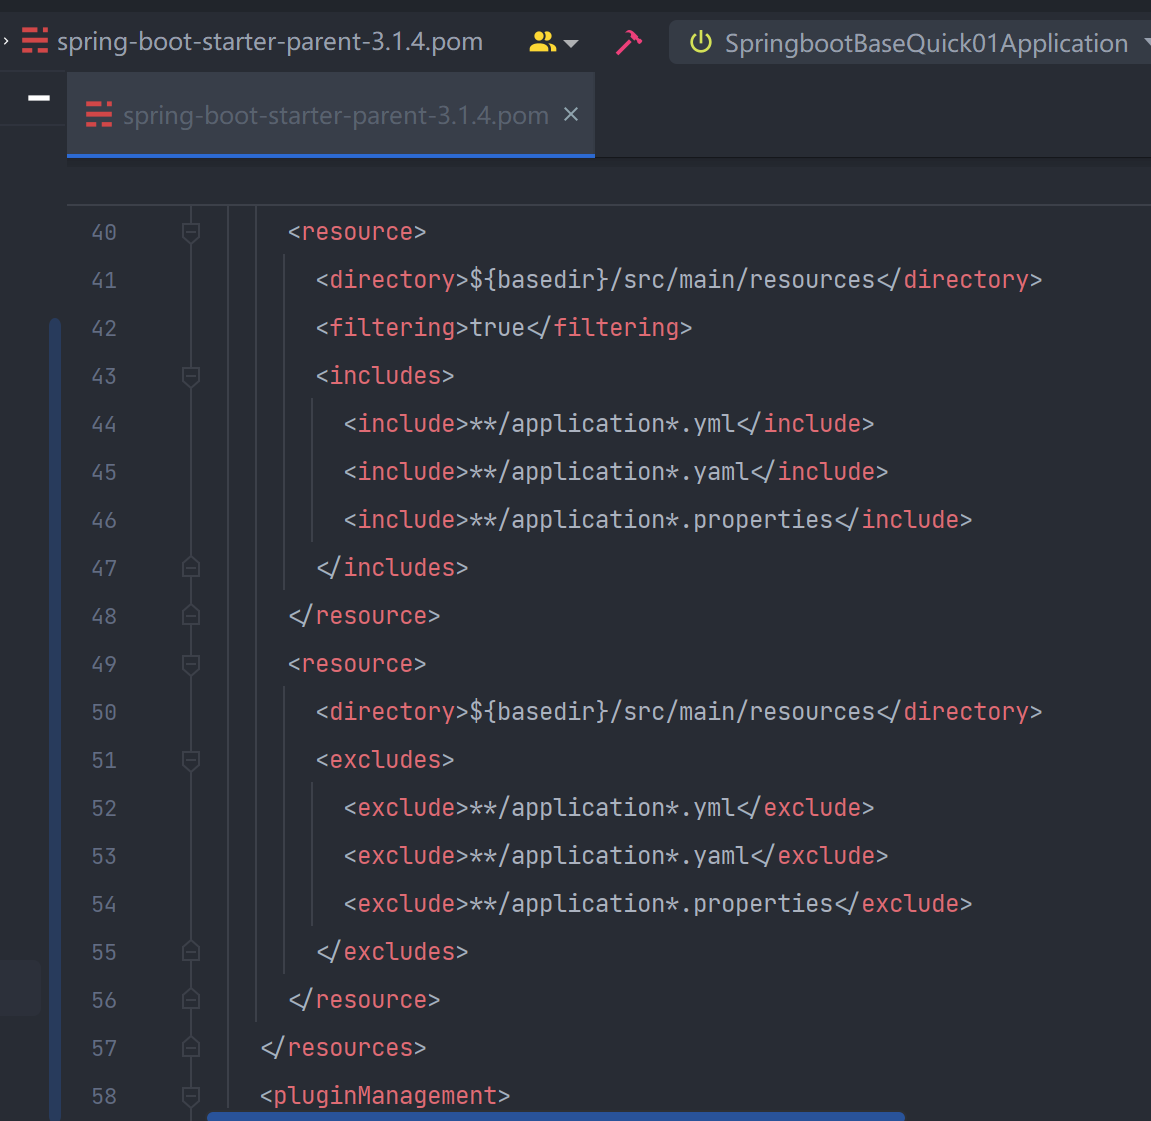 spring-boot-starter-parent-3.1.4.pom SpringbootBaseQuick01Application
spring-boot-starter-parent-3.1.4.pom
40 <resource>
41 <directory>${basedir}/src/main/resources</directory>
42 <filtering>true</filtering>
43 <includes>
44 <include>**/application*.yml</include>
45 <include>**/application*.yaml</include>
46 <include>**/application*.properties</include>
47 </includes>
48 </resource>
49 <resource>
50 <directory>${basedir}/src/main/resources</directory>
51 <excludes>
52 <exclude>**/application*.yml</exclude>
53 <exclude>**/application*.yaml</exclude>
54 <exclude>**/application*.properties</exclude>
55 </excludes>
56 </resource>
57 </resources>
58 <pluginManagement>